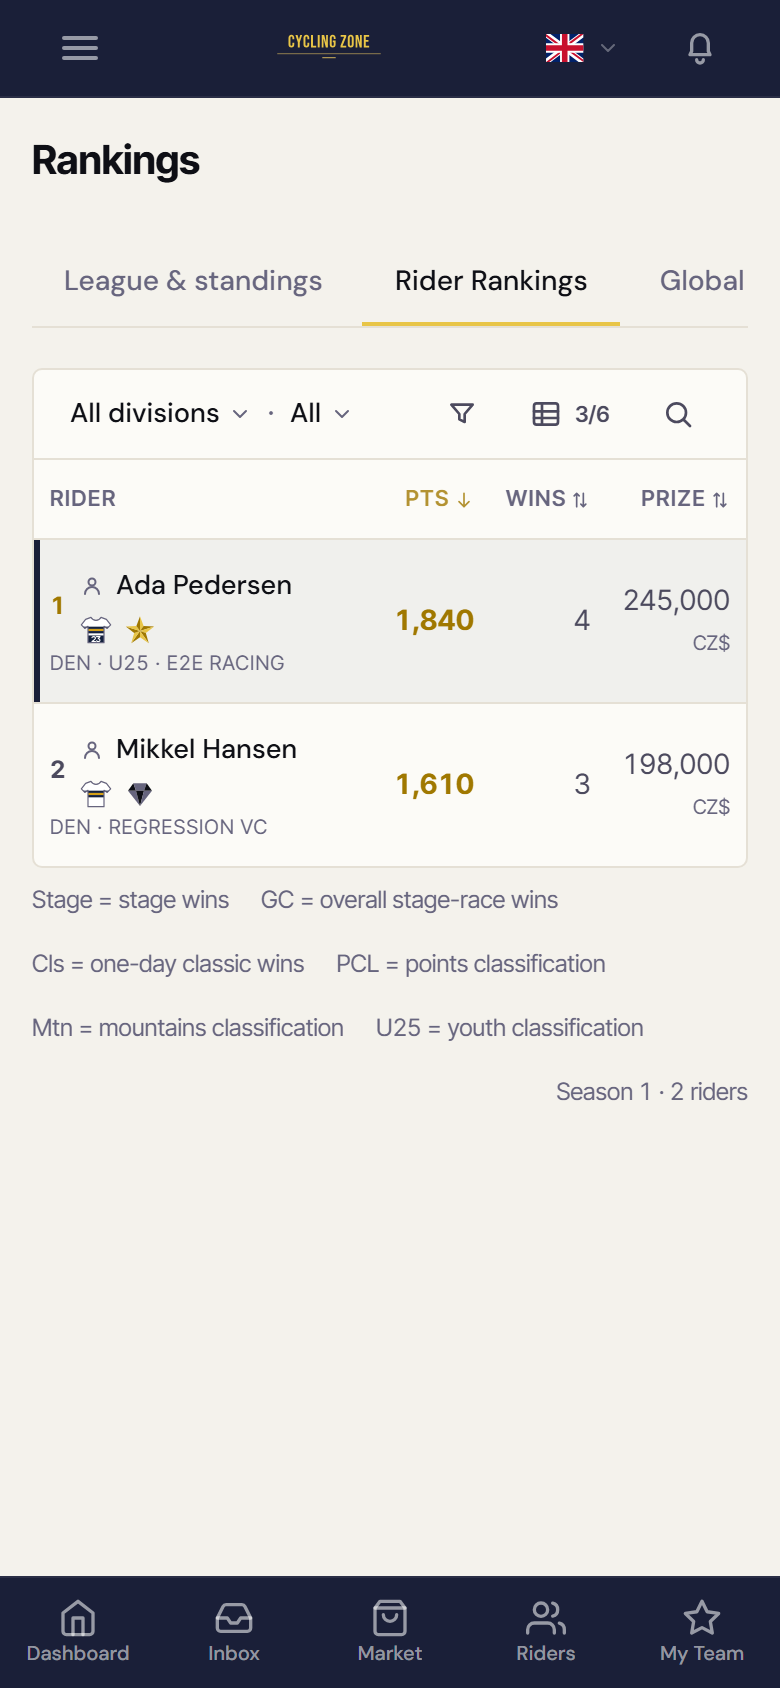 CYCLING ZONE
Rankings
League & standings Rider Rankings Global
All divisions · All 3/6
RIDER PTS ↓ WINS ↑↓ PRIZE ↑↓
1 Ada Pedersen
23
DEN · U25 · E2E RACING
1,840 4 245,000
CZ$
2 Mikkel Hansen
DEN · REGRESSION VC
1,610 3 198,000
CZ$
Stage = stage wins GC = overall stage-race wins
Cls = one-day classic wins PCL = points classification
Mtn = mountains classification U25 = youth classification
Season 1 · 2 riders
Dashboard Inbox Market Riders My Team